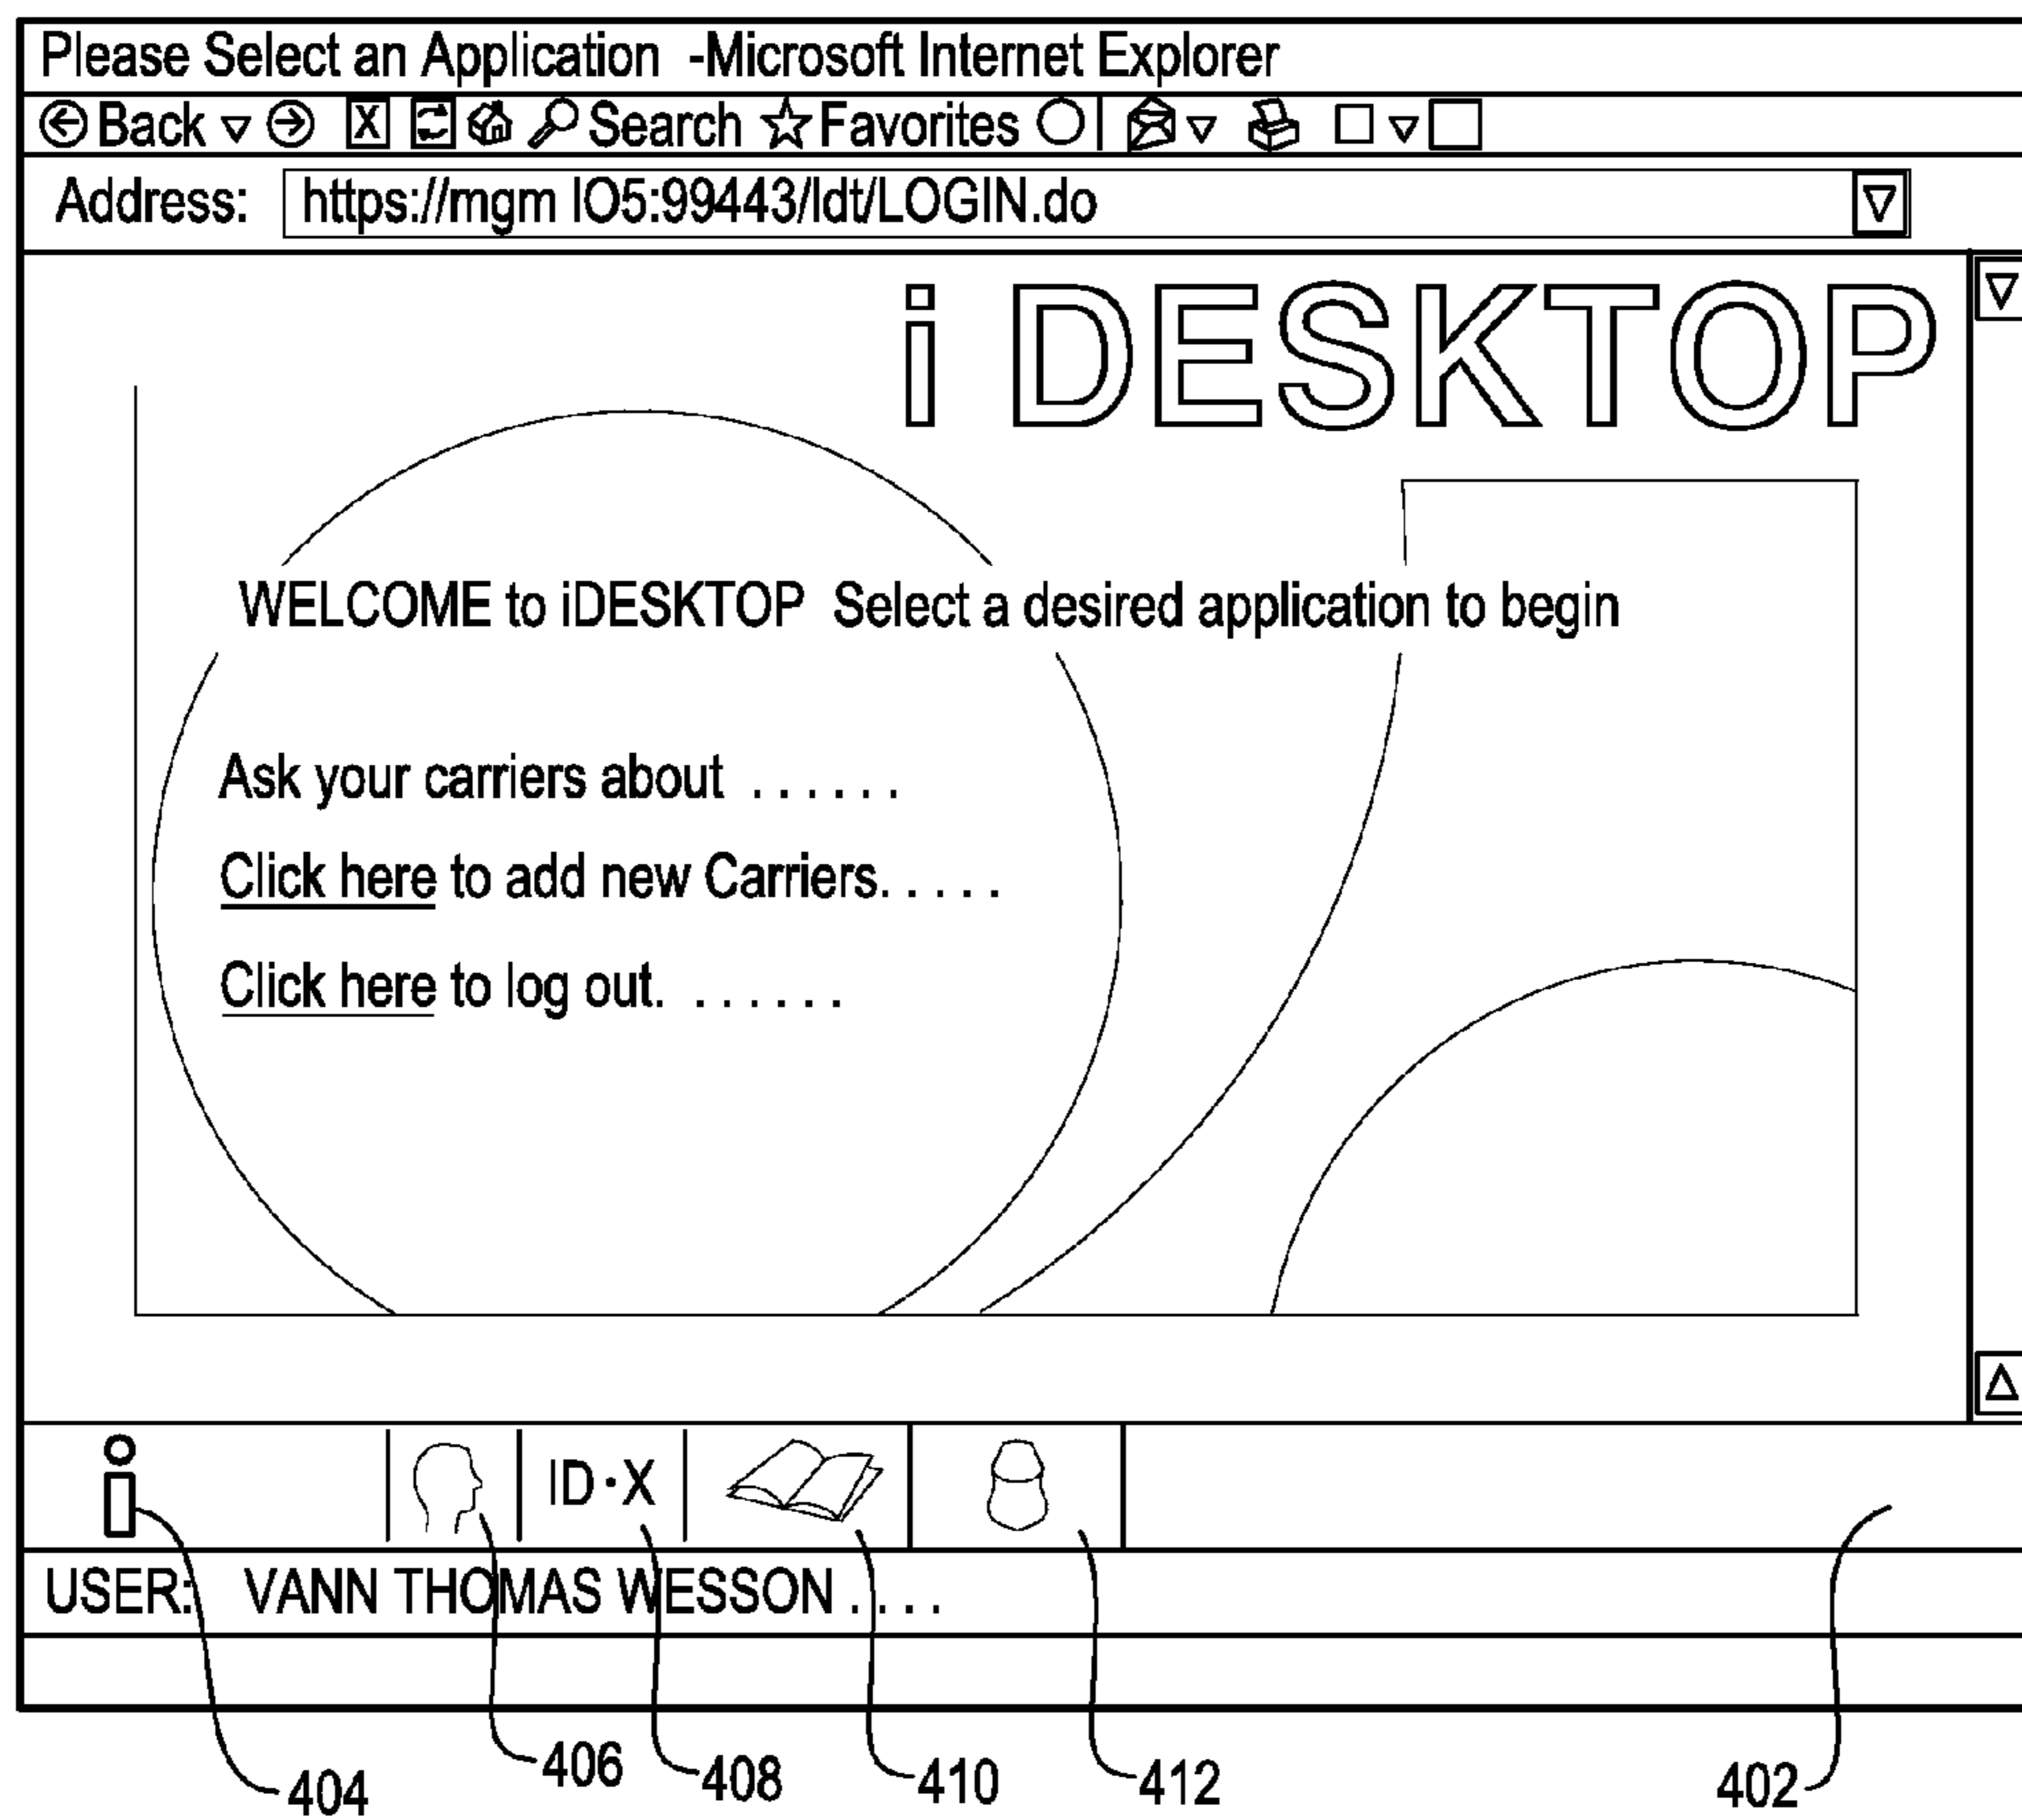 Please Select an Application -Microsoft Internet Explorer
Back X Search Favorites
Address: https://mgm IO5:99443/ldt/LOGIN.do
i DESKTOP
WELCOME to iDESKTOP Select a desired application to begin
Ask your carriers about ......
Click here to add new Carriers.....
Click here to log out. ......
i ID·X
USER: VANN THOMAS WESSON ....
404 406 408 410 412 402